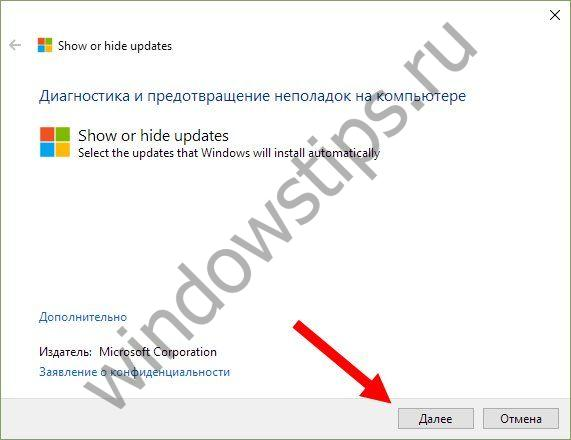 Show or hide updates
Диагностика и предотвращение неполадок на компьютере
Show or hide updates
Select the updates that Windows will install automatically
Дополнительно
Издатель: Microsoft Corporation
Заявление о конфиденциальности
Далее
Отмена
windowstips.ru